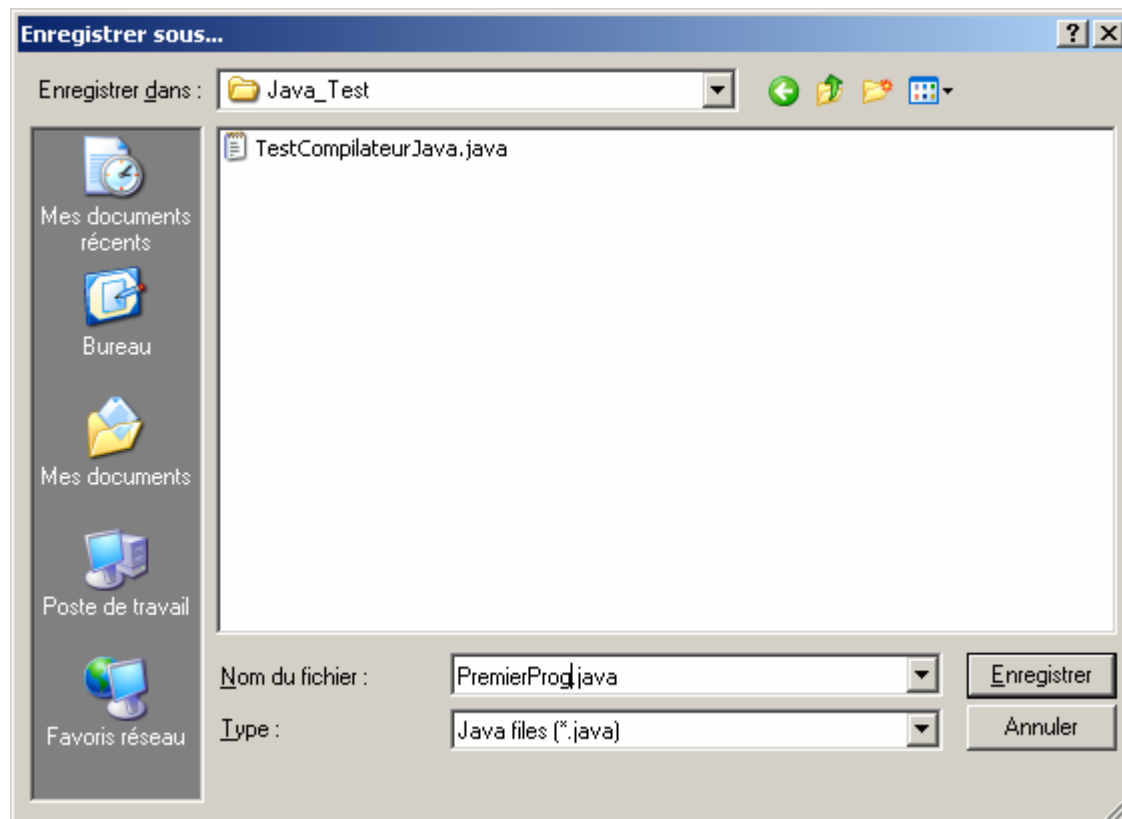 Enregistrer sous...
Enregistrer dans :
Java_Test
TestCompilateurJava.java
Mes documents
récents
Bureau
Mes documents
Poste de travail
Favoris réseau
Nom du fichier :
PremierProg.java
Enregistrer
Type :
Java files (*.java)
Annuler